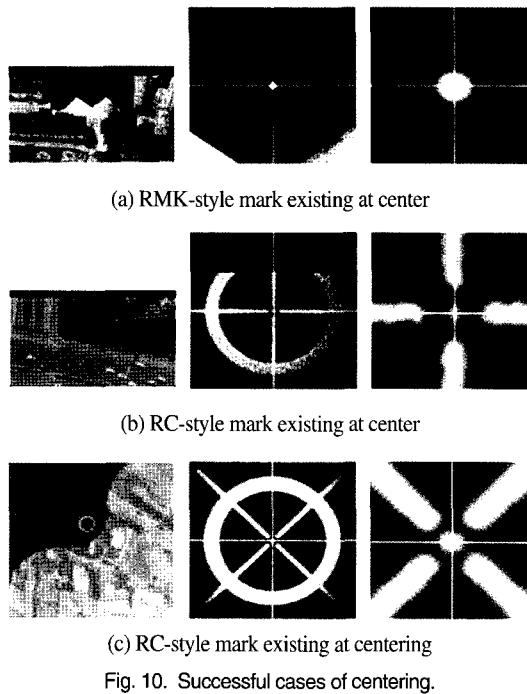 (a) RMK-style mark existing at center
(b) RC-style mark existing at center
(c) RC-style mark existing at centering
Fig. 10. Successful cases of centering.